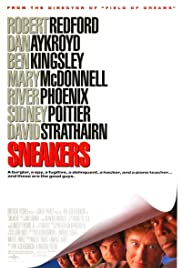 FROM THE DIRECTOR OF "FIELD OF DREAMS"
ROBERT REDFORD
DAN AYKROYD
BEN KINGSLEY
MARY McDONNELL
RIVER PHOENIX
SIDNEY POITIER
DAVID STRATHAIRN
SNEAKERS
A burglar, a spy, a fugitive, a delinquent, a hacker, and a piano teacher...
and these are the good guys.